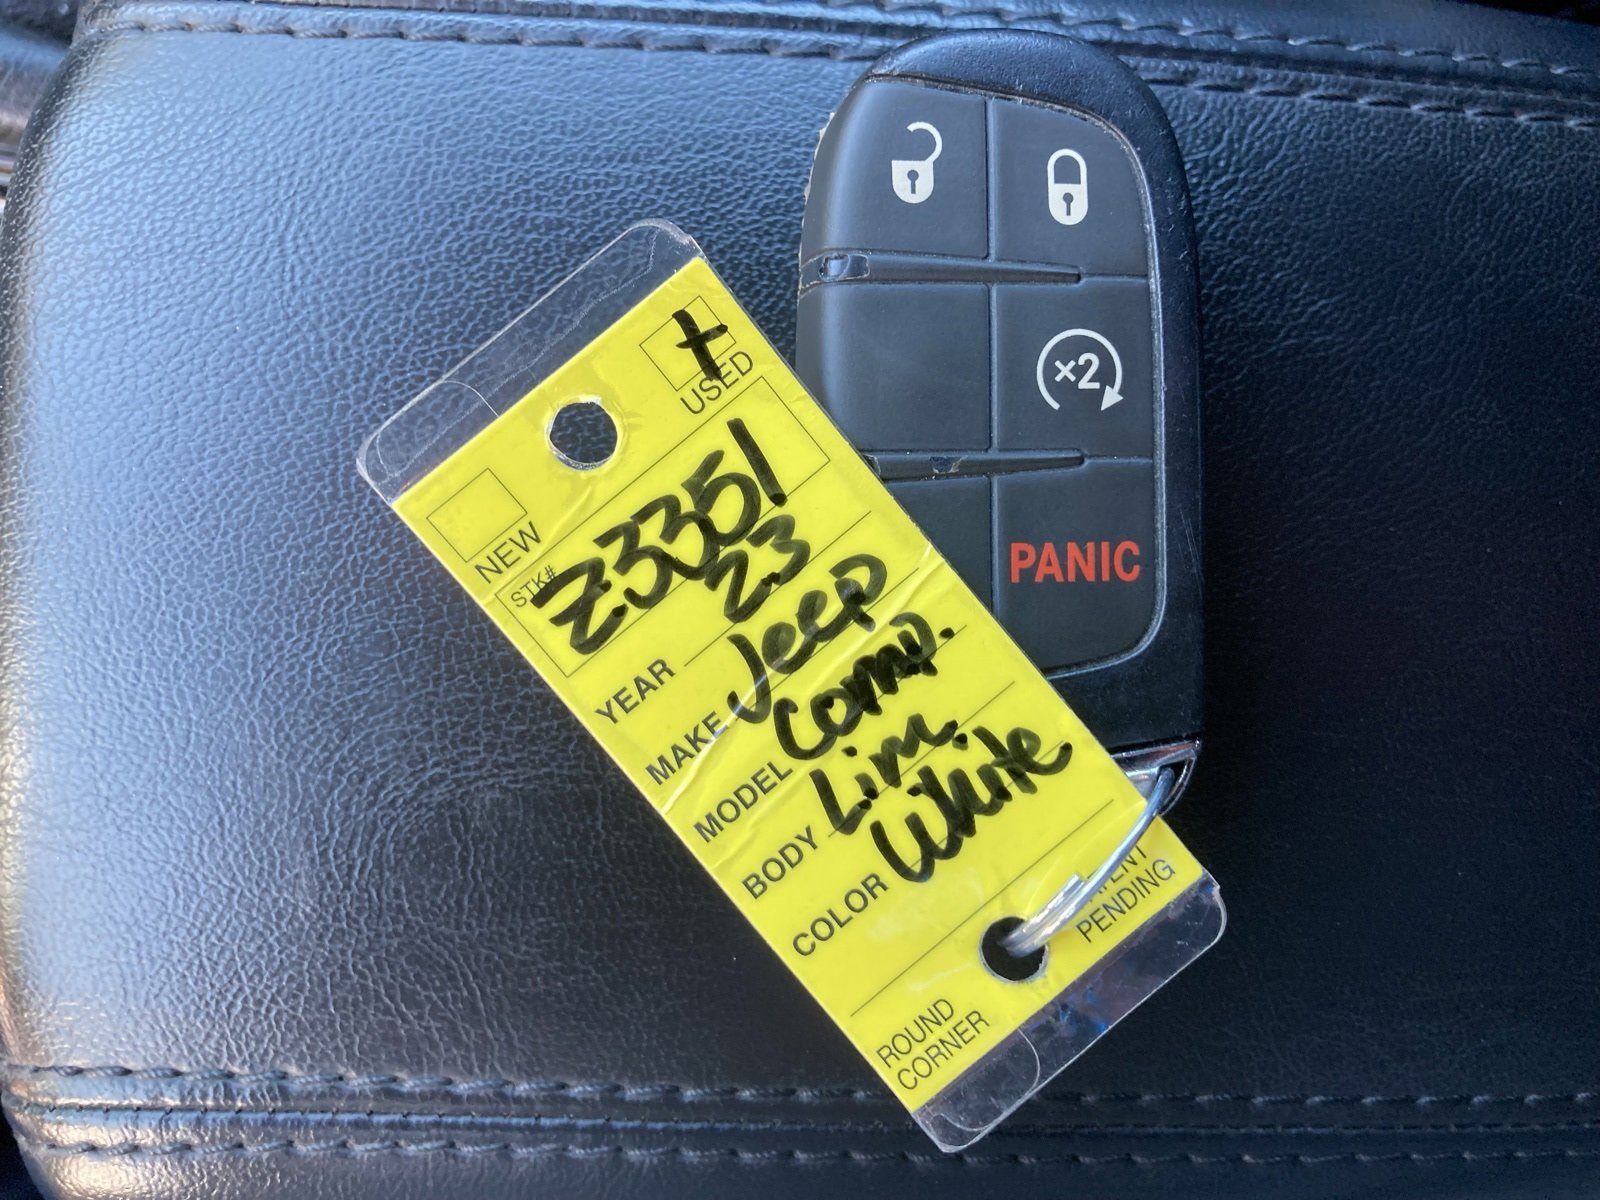 USED
NEW
STK# Z3351
YEAR 23
MAKE Jeep
MODEL Comp.
BODY Lim.
COLOR White
ROUND
CORNER
PENDING
×2
PANIC